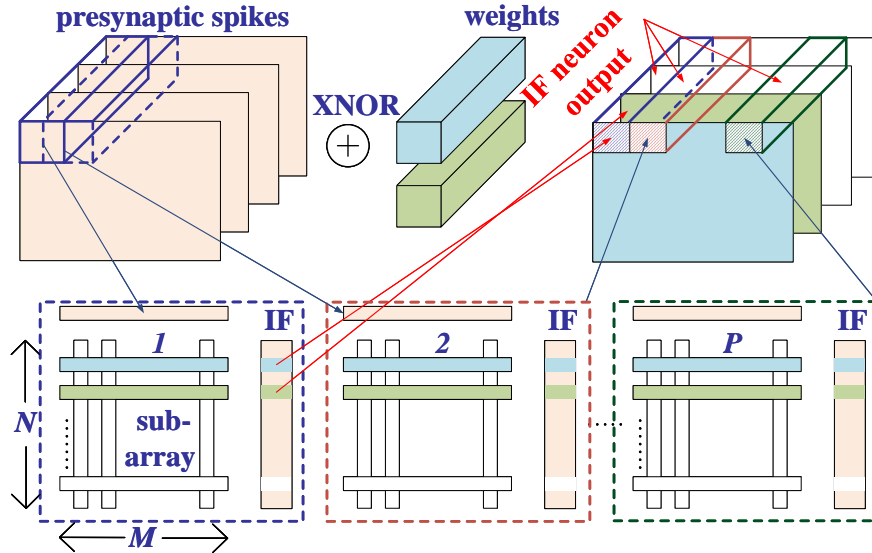 presynaptic spikes
weights
XNOR
IF neuron
output
IF
IF
IF
1
2
P
N
sub-
array
M